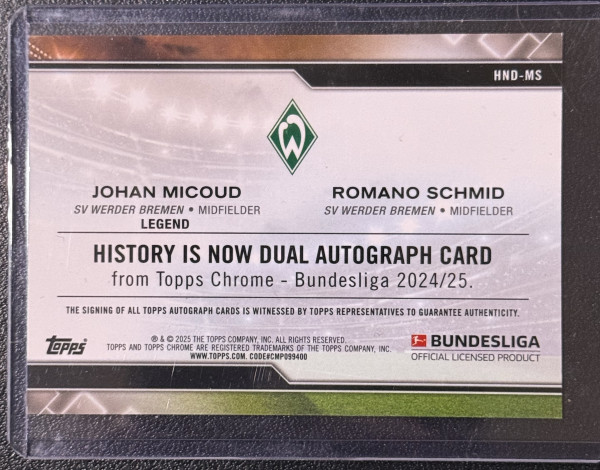 HND-MS
W
JOHAN MICOUD
SV WERDER BREMEN • MIDFIELDER
LEGEND
ROMANO SCHMID
SV WERDER BREMEN • MIDFIELDER
HISTORY IS NOW DUAL AUTOGRAPH CARD
from Topps Chrome - Bundesliga 2024/25.
THE SIGNING OF ALL TOPPS AUTOGRAPH CARDS IS WITNESSED BY TOPPS REPRESENTATIVES TO GUARANTEE AUTHENTICITY.
topps
® & © 2025 THE TOPPS COMPANY, INC. ALL RIGHTS RESERVED.
TOPPS AND TOPPS CHROME ARE REGISTERED TRADEMARKS OF THE TOPPS COMPANY, INC.
WWW.TOPPS.COM. CODE#CMP099400
BUNDESLIGA
OFFICIAL LICENSED PRODUCT